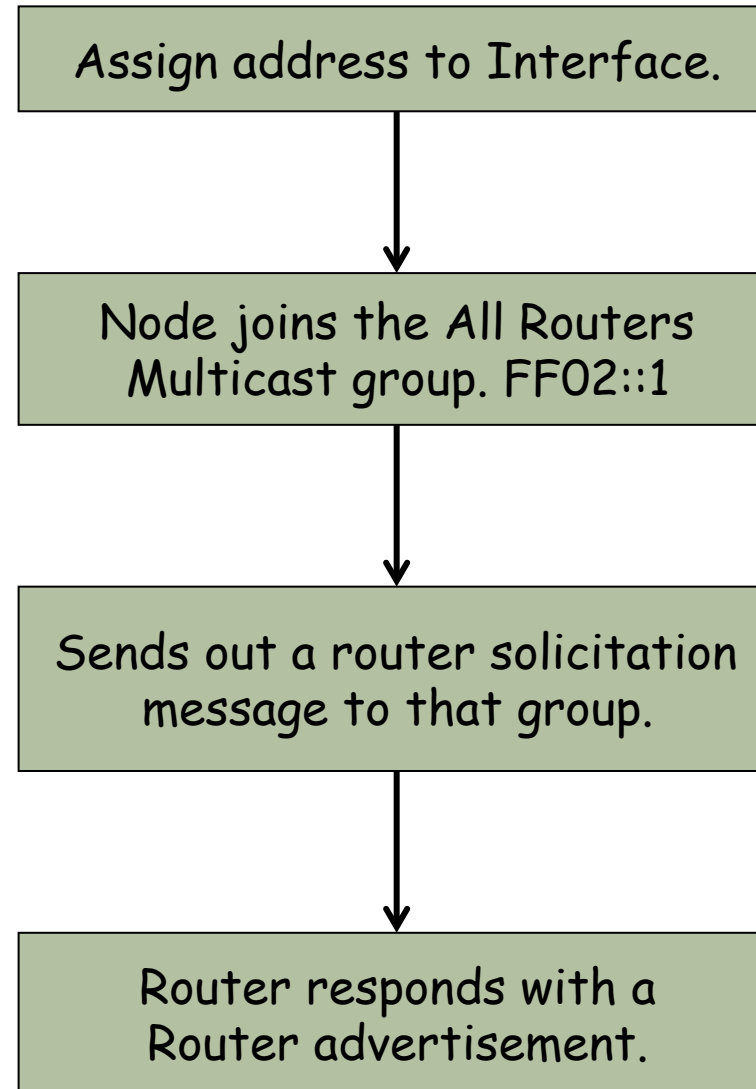 Assign address to Interface.
Node joins the All Routers
Multicast group. FF02::1
Sends out a router solicitation
message to that group.
Router responds with a
Router advertisement.